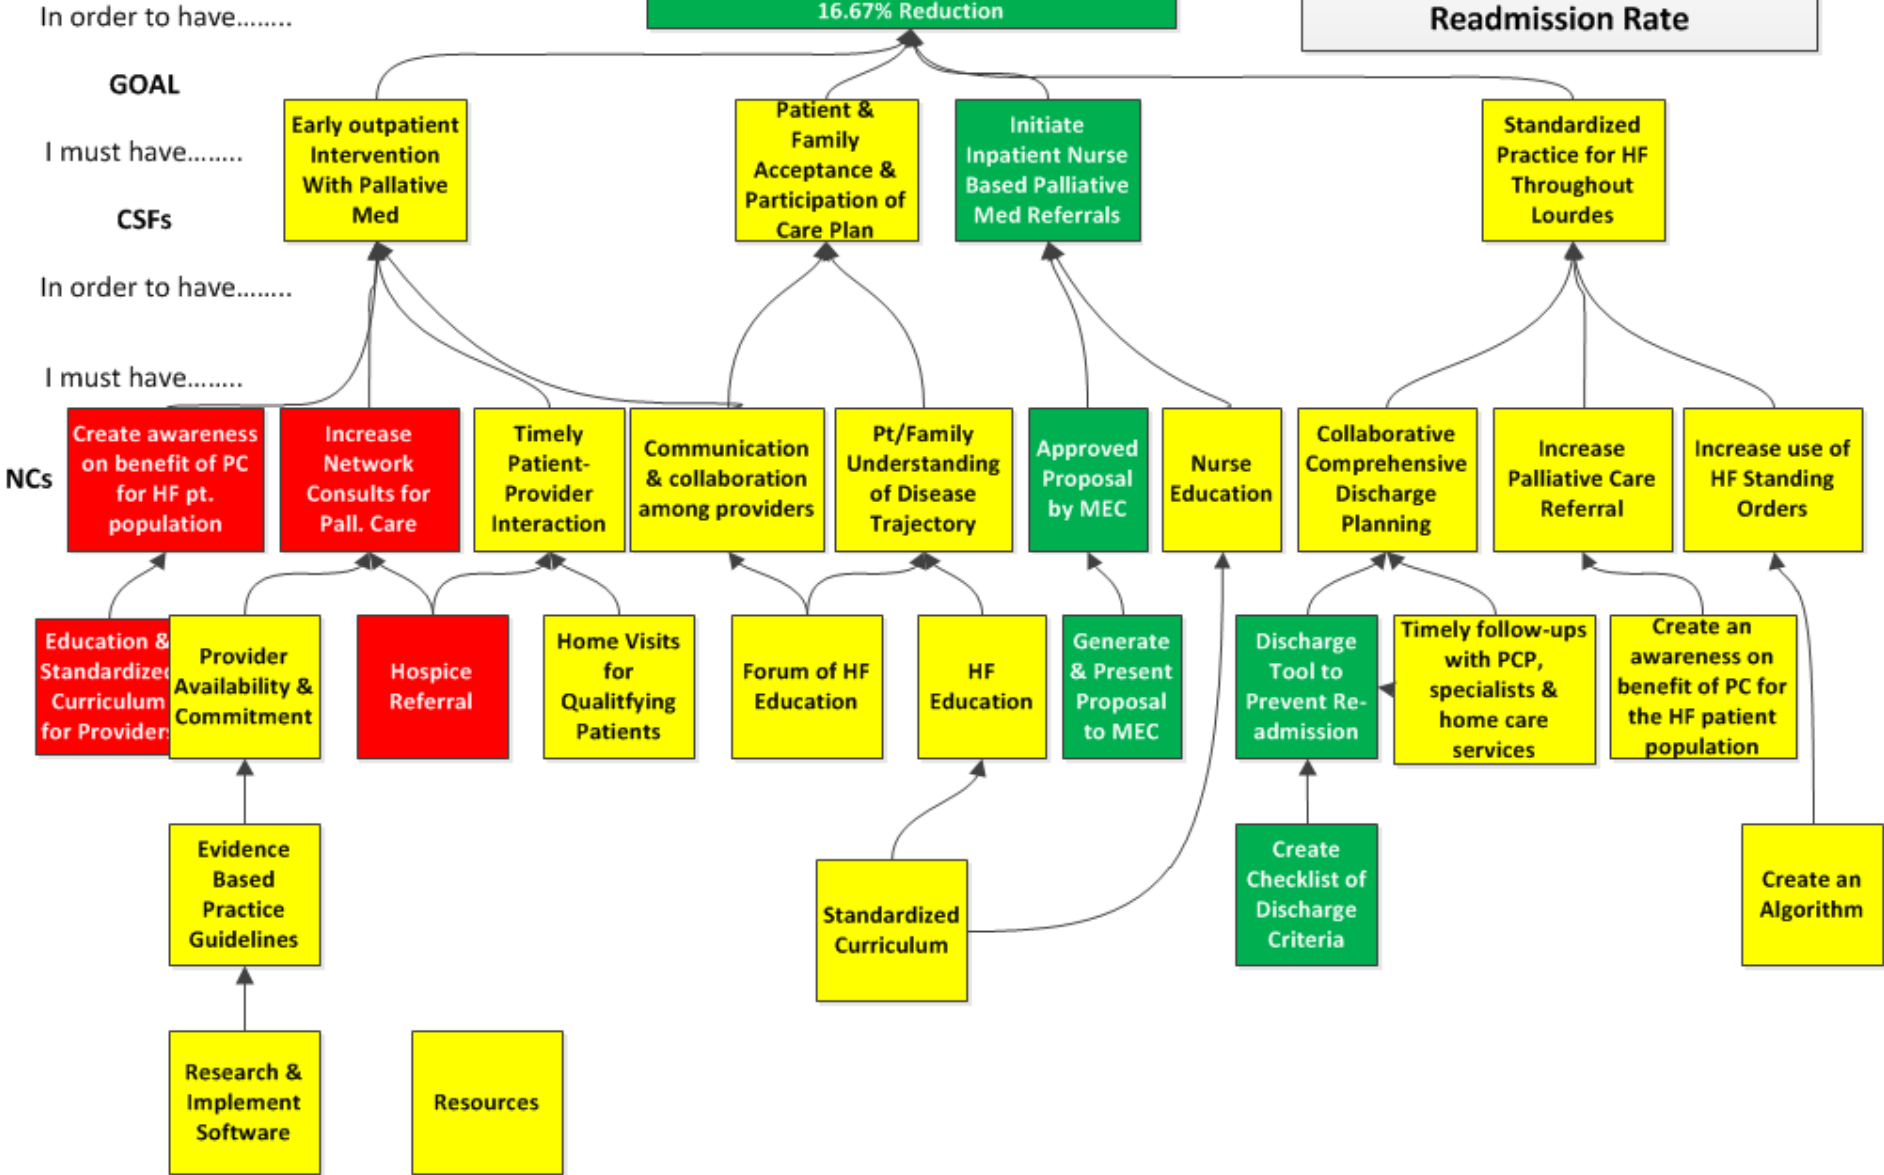 In order to have........
16.67% Reduction
Readmission Rate
GOAL
I must have........
CSFs
In order to have........
I must have........
NCs
Early outpatient
Intervention
With Pallative
Med
Patient &
Family
Acceptance &
Participation of
Care Plan
Initiate
Inpatient Nurse
Based Palliative
Med Referrals
Standardized
Practice for HF
Throughout
Lourdes
Create awareness
on benefit of PC
for HF pt.
population
Increase
Network
Consults for
Pall. Care
Timely
Patient-
Provider
Interaction
Communication
& collaboration
among providers
Pt/Family
Understanding
of Disease
Trajectory
Approved
Proposal
by MEC
Nurse
Education
Collaborative
Comprehensive
Discharge
Planning
Increase
Palliative Care
Referral
Increase use of
HF Standing
Orders
Education &
Standardized
Curriculum
for Providers
Provider
Availability &
Commitment
Hospice
Referral
Home Visits
for
Qualitfying
Patients
Forum of HF
Education
HF
Education
Generate
& Present
Proposal
to MEC
Discharge
Tool to
Prevent Re-
admission
Timely follow-ups
with PCP,
specialists &
home care
services
Create an
awareness on
benefit of PC for
the HF patient
population
Evidence
Based
Practice
Guidelines
Standardized
Curriculum
Create
Checklist of
Discharge
Criteria
Create an
Algorithm
Research &
Implement
Software
Resources